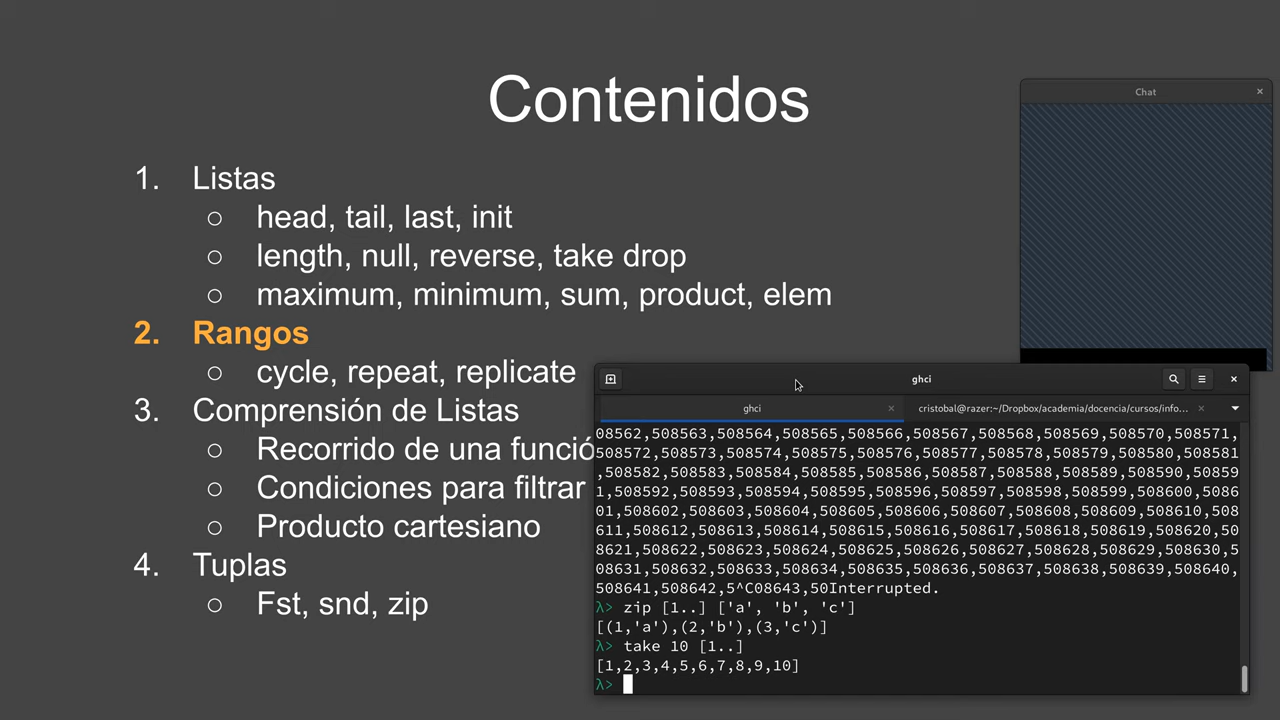 Contenidos
1. Listas
○ head, tail, last, init
○ length, null, reverse, take drop
○ maximum, minimum, sum, product, elem
2. Rangos
○ cycle, repeat, replicate
3. Comprensión de Listas
○ Recorrido de una funció
○ Condiciones para filtrar
○ Producto cartesiano
4. Tuplas
○ Fst, snd, zip
Chat
ghci
ghci
cristobal@razer:~/Dropbox/academia/docencia/cursos/info...
08562,508563,508564,508565,508566,508567,508568,508569,508570,508571,
508572,508573,508574,508575,508576,508577,508578,508579,508580,508581
,508582,508583,508584,508585,508586,508587,508588,508589,508590,50859
1,508592,508593,508594,508595,508596,508597,508598,508599,508600,5086
01,508602,508603,508604,508605,508606,508607,508608,508609,508610,508
611,508612,508613,508614,508615,508616,508617,508618,508619,508620,50
8621,508622,508623,508624,508625,508626,508627,508628,508629,508630,5
08631,508632,508633,508634,508635,508636,508637,508638,508639,508640,
508641,508642,5^C08643,50Interrupted.
λ> zip [1..] ['a', 'b', 'c']
[(1,'a'),(2,'b'),(3,'c')]
λ> take 10 [1..]
[1,2,3,4,5,6,7,8,9,10]
λ>